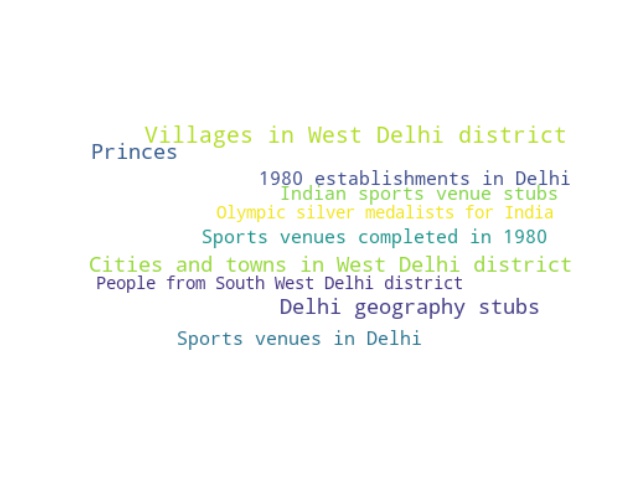 Villages in West Delhi district
Princes
1980 establishments in Delhi
Indian sports venue stubs
Olympic silver medalists for India
Sports venues completed in 1980
Cities and towns in West Delhi district
People from South West Delhi district
Delhi geography stubs
Sports venues in Delhi